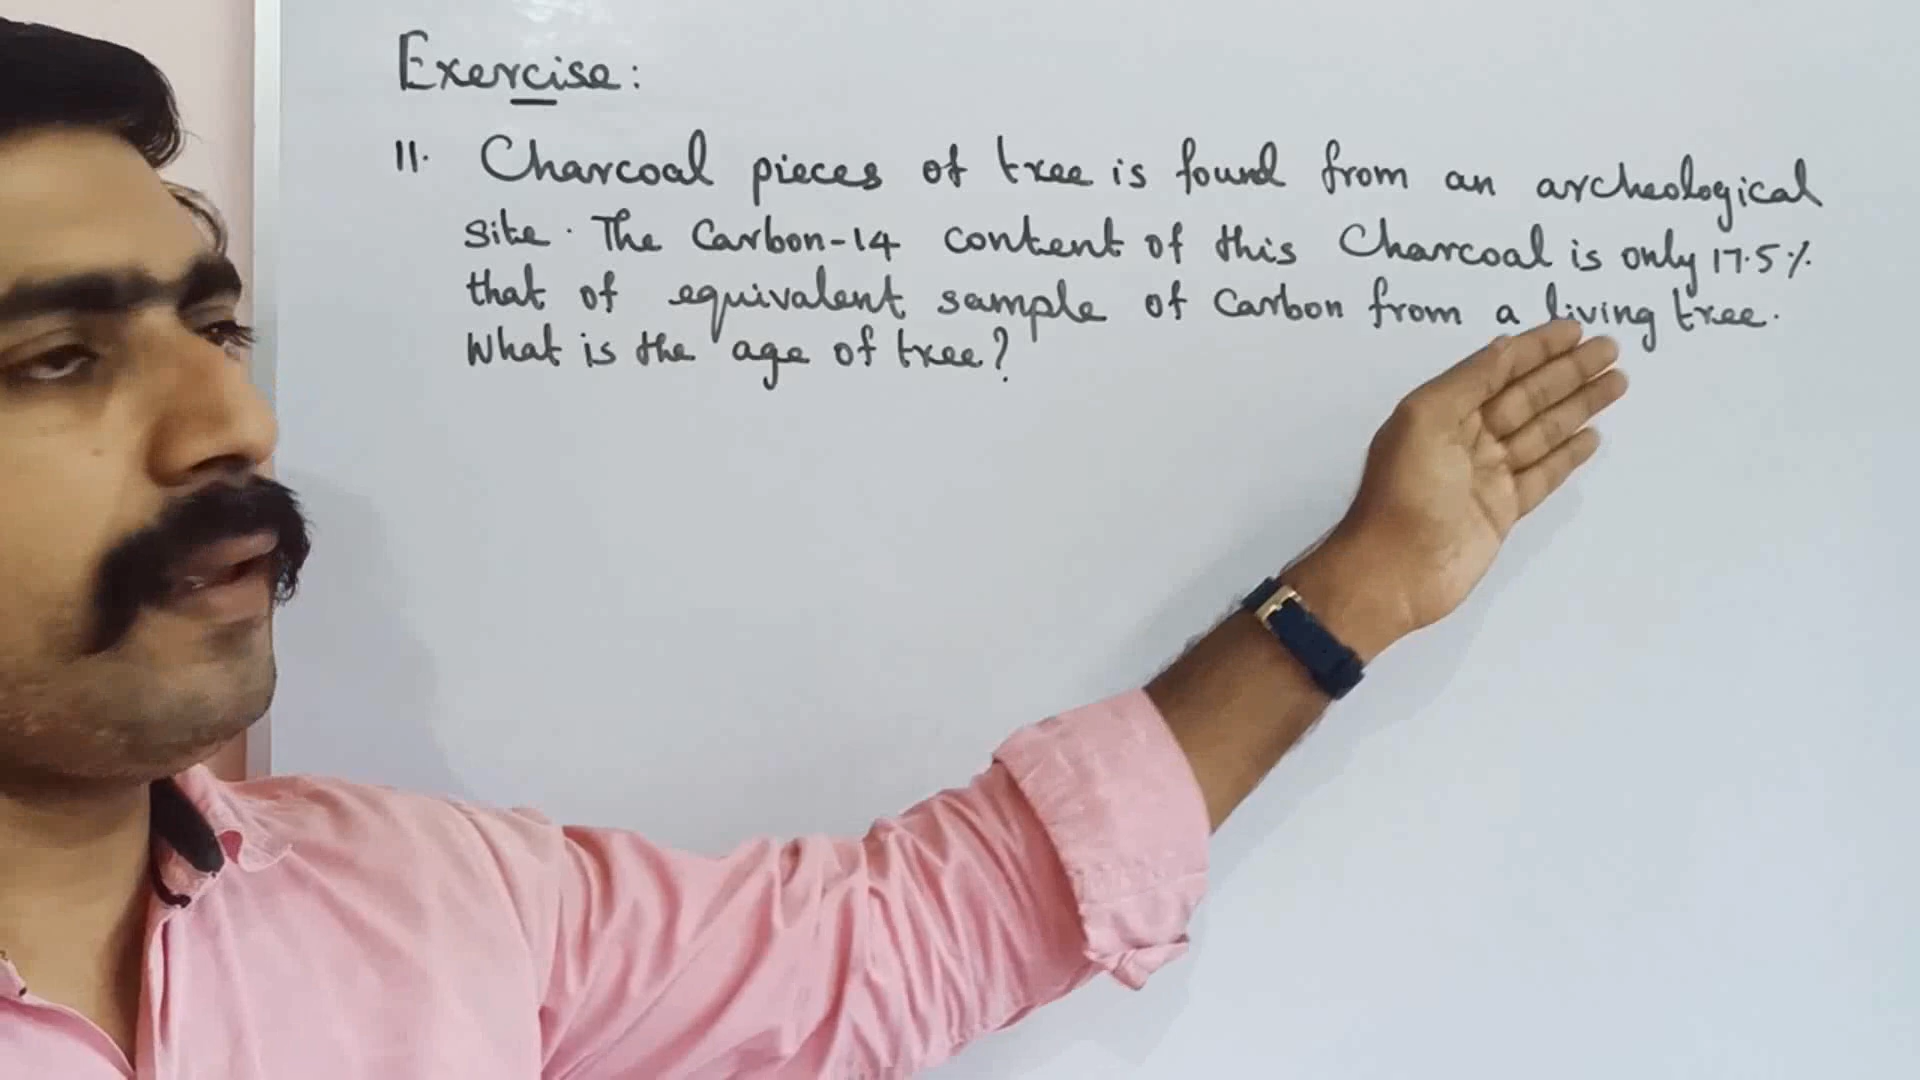 Exercise:
11. Charcoal pieces of tree is found from an archeological
site. The Carbon-14 content of this Charcoal is only 17.5%
that of equivalent sample of Carbon from a living tree.
What is the age of tree?